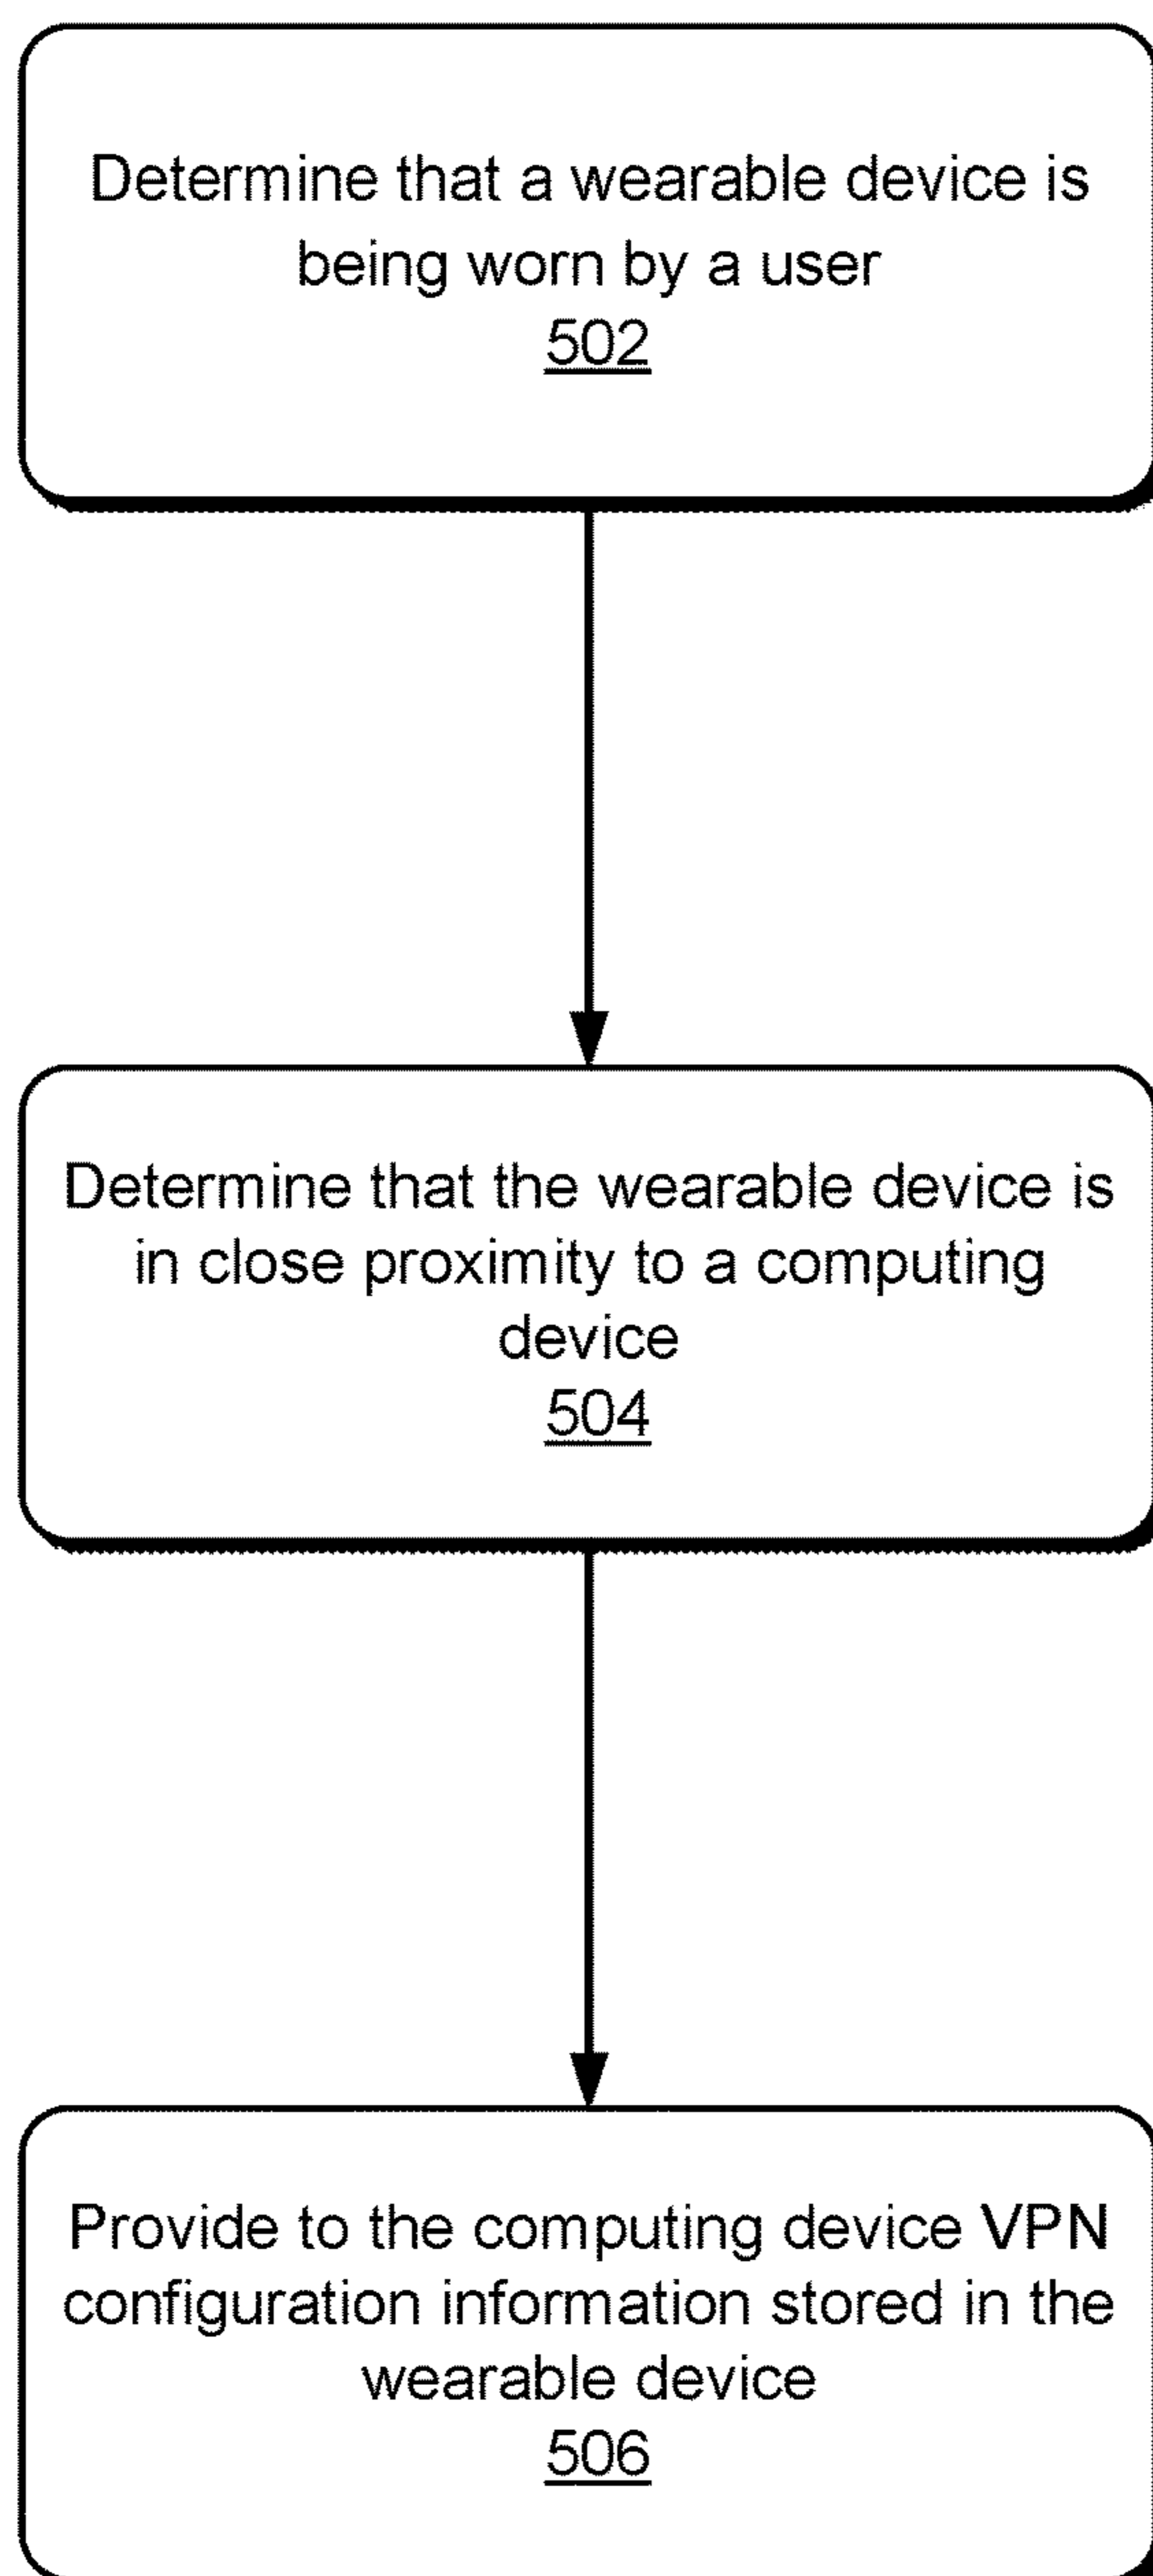 Determine that a wearable device is
being worn by a user
502
Determine that the wearable device is
in close proximity to a computing
device
504
Provide to the computing device VPN
configuration information stored in the
wearable device
506